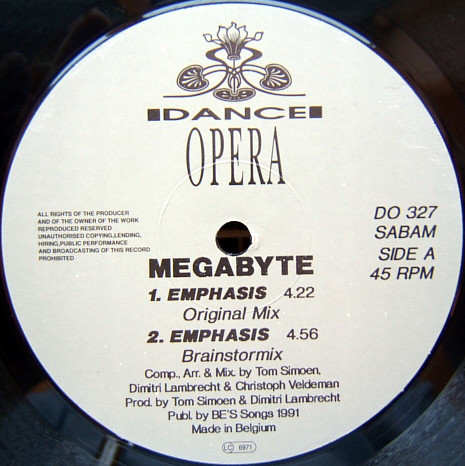 DANCE
OPERA
ALL RIGHTS OF THE PRODUCER
AND OF THE OWNER OF THE WORK
REPRODUCED RESERVED
UNAUTHORISED COPYING,LENDING,
HIRING,PUBLIC PERFORMANCE
AND BROADCASTING OF THIS RECORD
PROHIBITED
DO 327
SABAM
SIDE A
45 RPM
MEGABYTE
1. EMPHASIS 4.22
Original Mix
2. EMPHASIS 4.56
Brainstormix
Comp., Arr. & Mix. by Tom Simoen,
Dimitri Lambrecht & Christoph Veldeman
Prod. by Tom Simoen & Dimitri Lambrecht
Publ. by BE'S Songs 1991
Made in Belgium
LC 6971